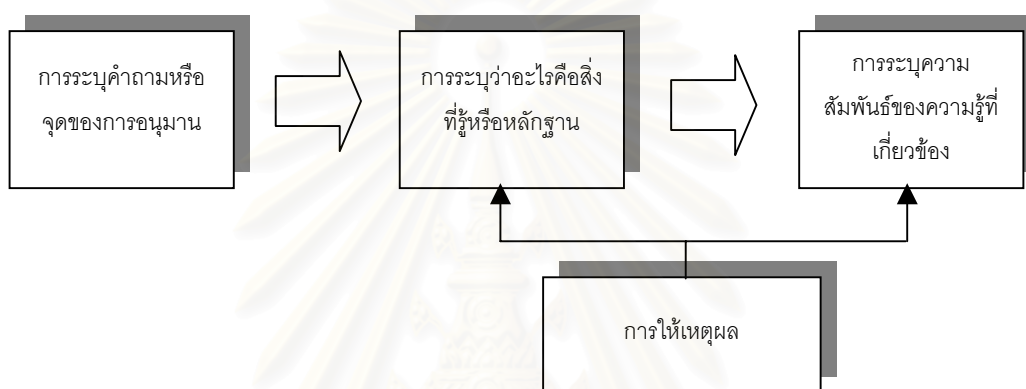 การระบุคำถามหรือ
จุดของการอนุมาน
การระบุว่าอะไรคือสิ่ง
ที่รู้หรือหลักฐาน
การระบุความ
สัมพันธ์ของความรู้ที่
เกี่ยวข้อง
การให้เหตุผล